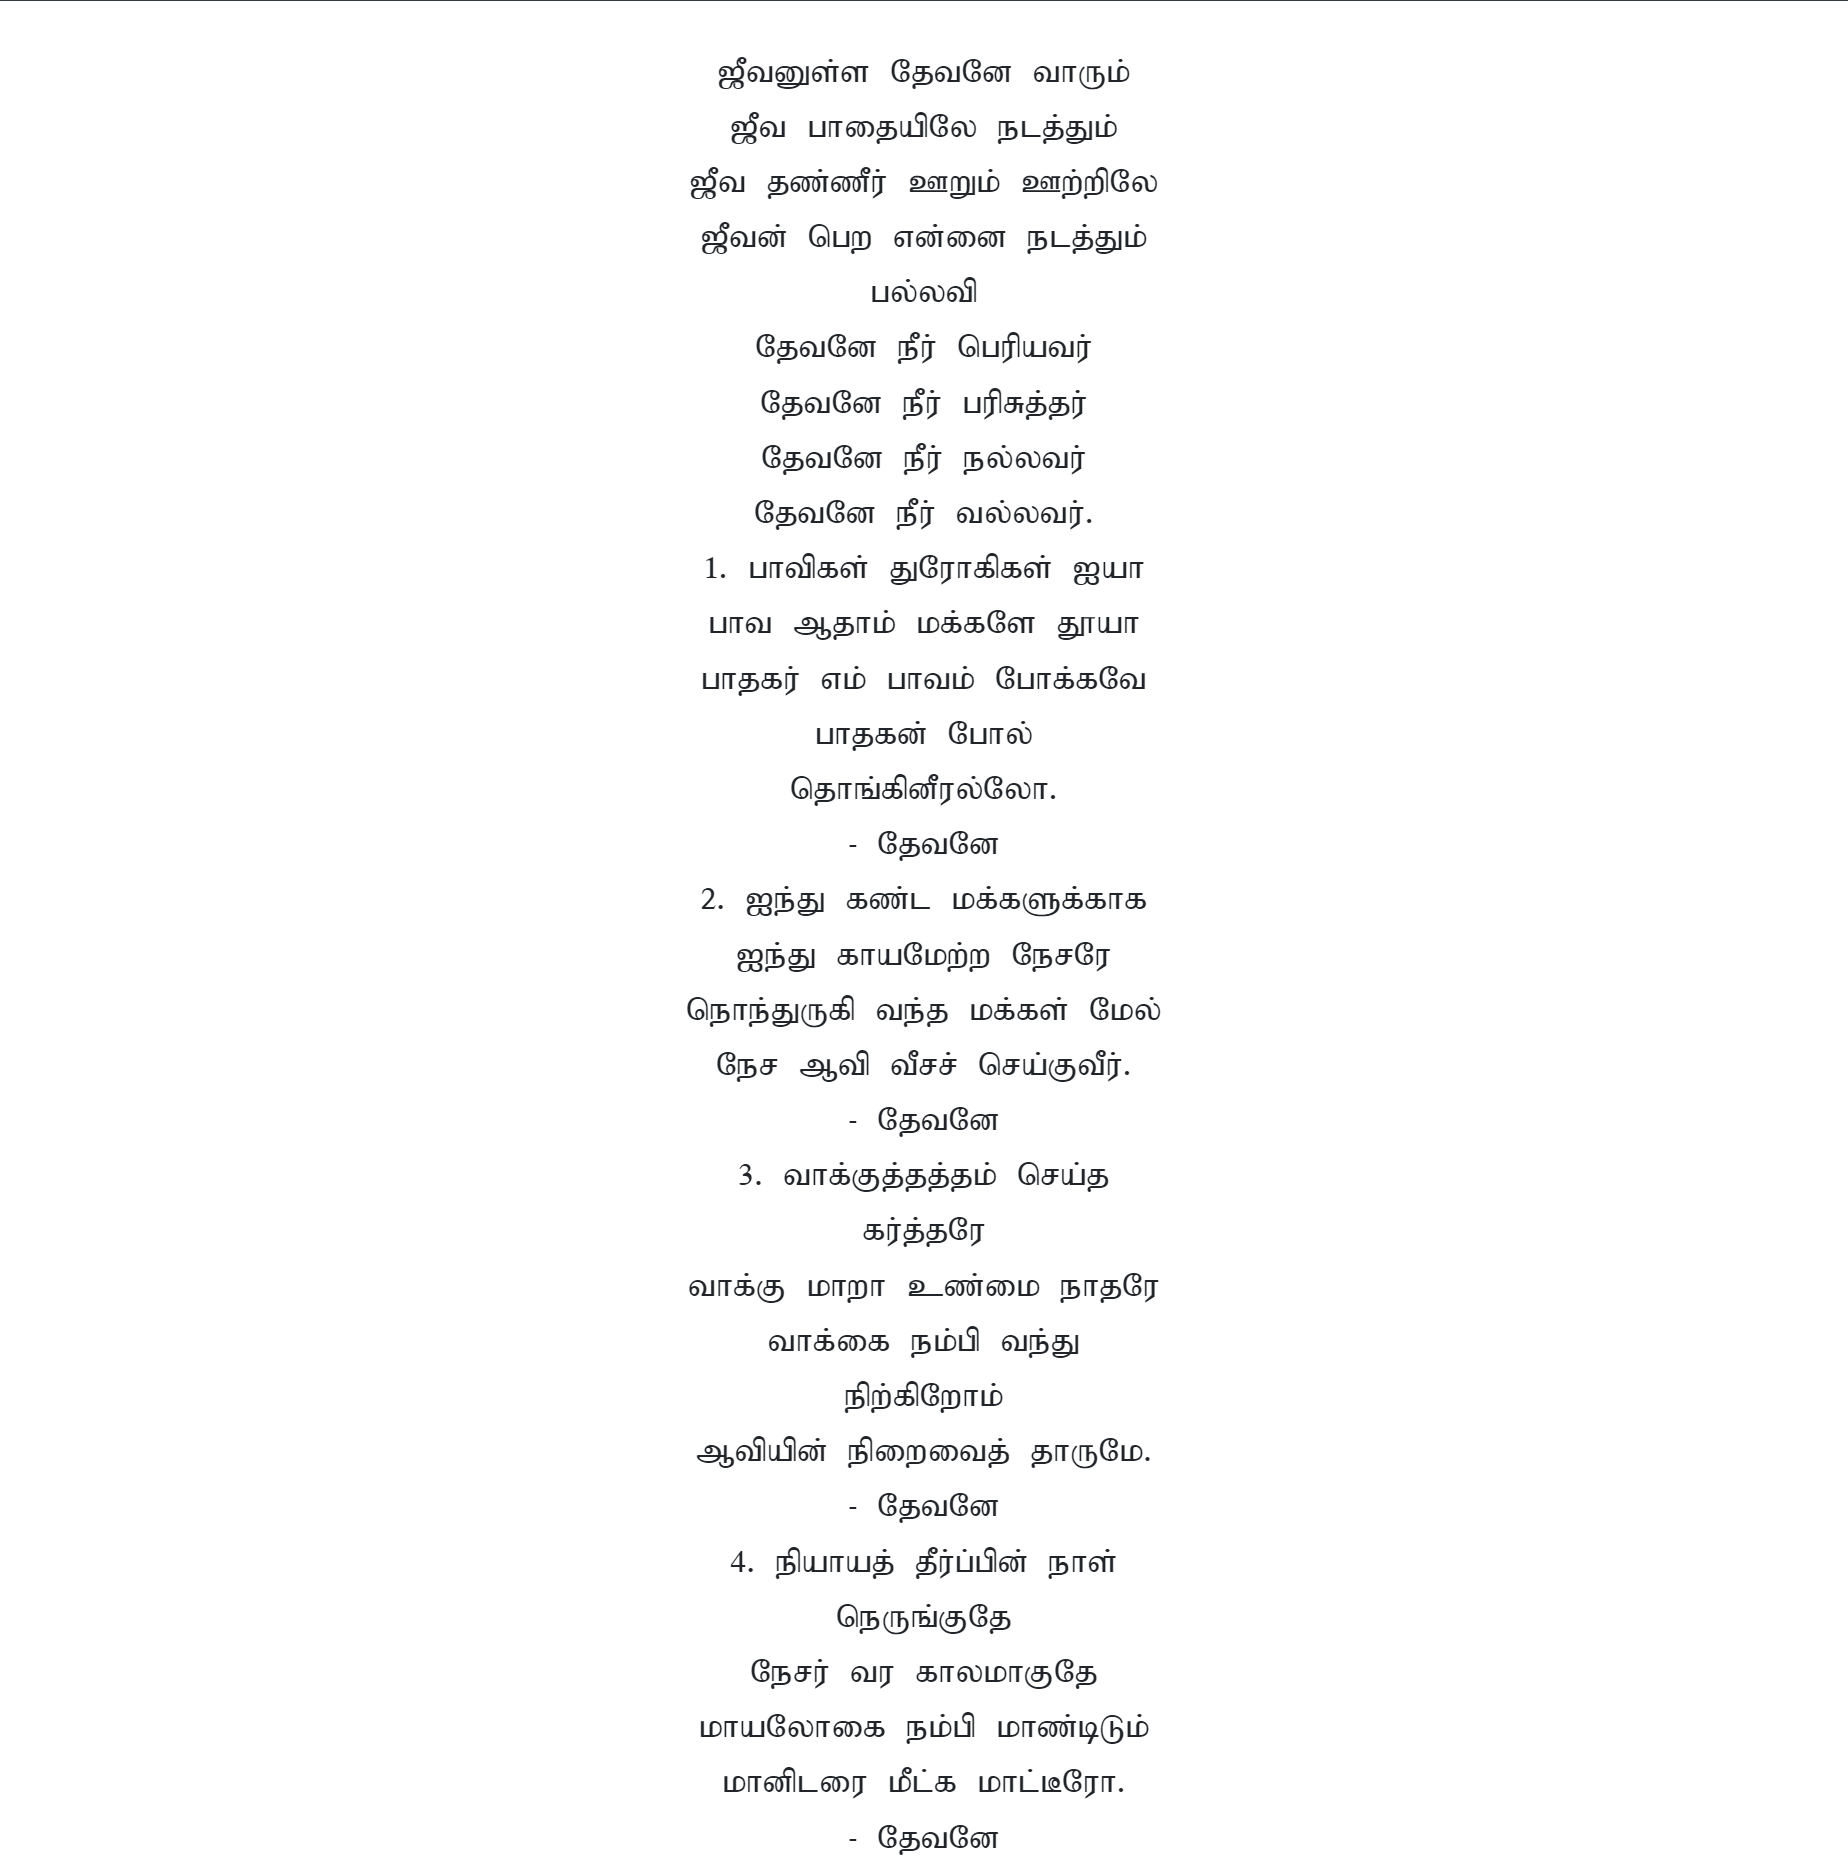 ஜீவனுள்ள தேவனே வாரும்
ஜீவ பாதையிலே நடத்தும்
ஜீவ தண்ணீர் ஊறும் ஊற்றிலே
ஜீவன் பெற என்னை நடத்தும்
பல்லவி
தேவனே நீர் பெரியவர்
தேவனே நீர் பரிசுத்தர்
தேவனே நீர் நல்லவர்
தேவனே நீர் வல்லவர்.
1. பாவிகள் துரோகிகள் ஐயா
பாவ ஆதாம் மக்களே தூயா
பாதகர் எம் பாவம் போக்கவே
பாதகன் போல்
தொங்கினீரல்லோ.
- தேவனே
2. ஐந்து கண்ட மக்களுக்காக
ஐந்து காயமேற்ற நேசரே
நொந்துருகி வந்த மக்கள் மேல்
நேச ஆவி வீசச் செய்குவீர்.
- தேவனே
3. வாக்குத்தத்தம் செய்த
கர்த்தரே
வாக்கு மாறா உண்மை நாதரே
வாக்கை நம்பி வந்து
நிற்கிறோம்
ஆவியின் நிறைவைத் தாருமே.
- தேவனே
4. நியாயத் தீர்ப்பின் நாள்
நெருங்குதே
நேசர் வர காலமாகுதே
மாயலோகை நம்பி மாண்டிடும்
மானிடரை மீட்க மாட்டீரோ.
- தேவனே